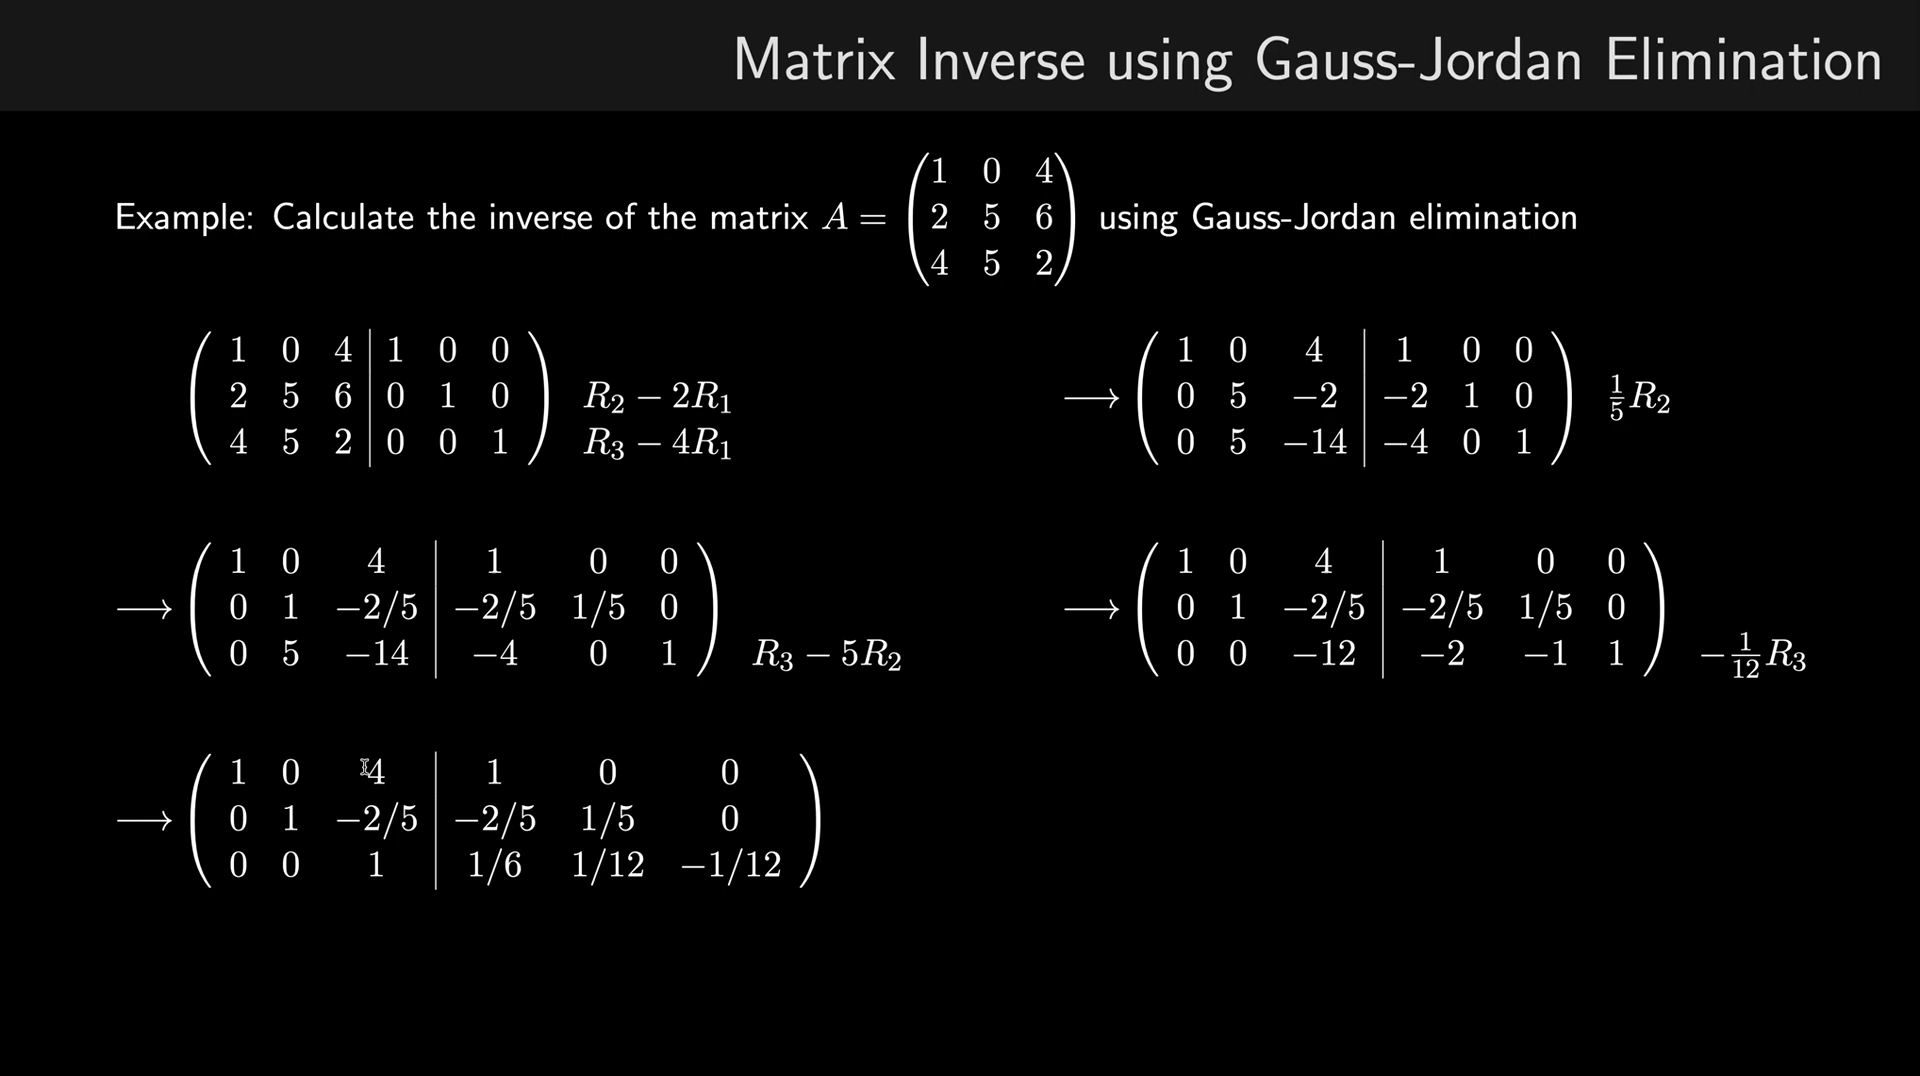 Matrix Inverse using Gauss-Jordan Elimination
Example: Calculate the inverse of the matrix A = (1 0 4; 2 5 6; 4 5 2) using Gauss-Jordan elimination
1 0 4 | 1 0 0
2 5 6 | 0 1 0 R₂ − 2R₁
4 5 2 | 0 0 1 R₃ − 4R₁
⟶ 1 0 4 | 1 0 0
0 5 −2 | −2 1 0 1/5 R₂
0 5 −14 | −4 0 1
⟶ 1 0 4 | 1 0 0
0 1 −2/5 | −2/5 1/5 0
0 5 −14 | −4 0 1 R₃ − 5R₂
⟶ 1 0 4 | 1 0 0
0 1 −2/5 | −2/5 1/5 0
0 0 −12 | −2 −1 1 −1/12 R₃
⟶ 1 0 4 | 1 0 0
0 1 −2/5 | −2/5 1/5 0
0 0 1 | 1/6 1/12 −1/12